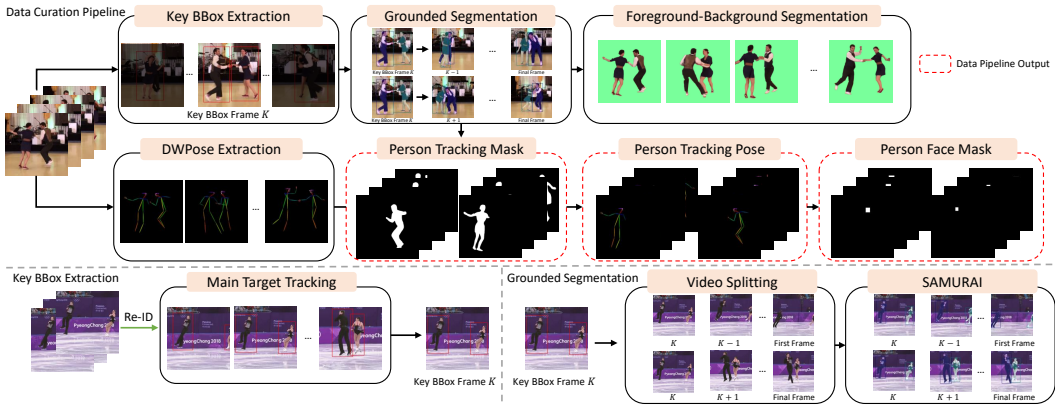 Data Curation Pipeline
Key BBox Extraction
Grounded Segmentation
Foreground-Background Segmentation
...
...
Key BBox Frame K
Key BBox Frame K
K − 1
...
Final Frame
Key BBox Frame K
K + 1
...
Final Frame
...
Data Pipeline Output
DWPose Extraction
Person Tracking Mask
Person Tracking Pose
Person Face Mask
...
Key BBox Extraction
Re-ID
Main Target Tracking
PyeongChang 2018
...
Key BBox Frame K
Grounded Segmentation
Key BBox Frame K
Video Splitting
K
K − 1
...
First Frame
K
K + 1
...
Final Frame
SAMURAI
K
K − 1
...
First Frame
K
K + 1
...
Final Frame